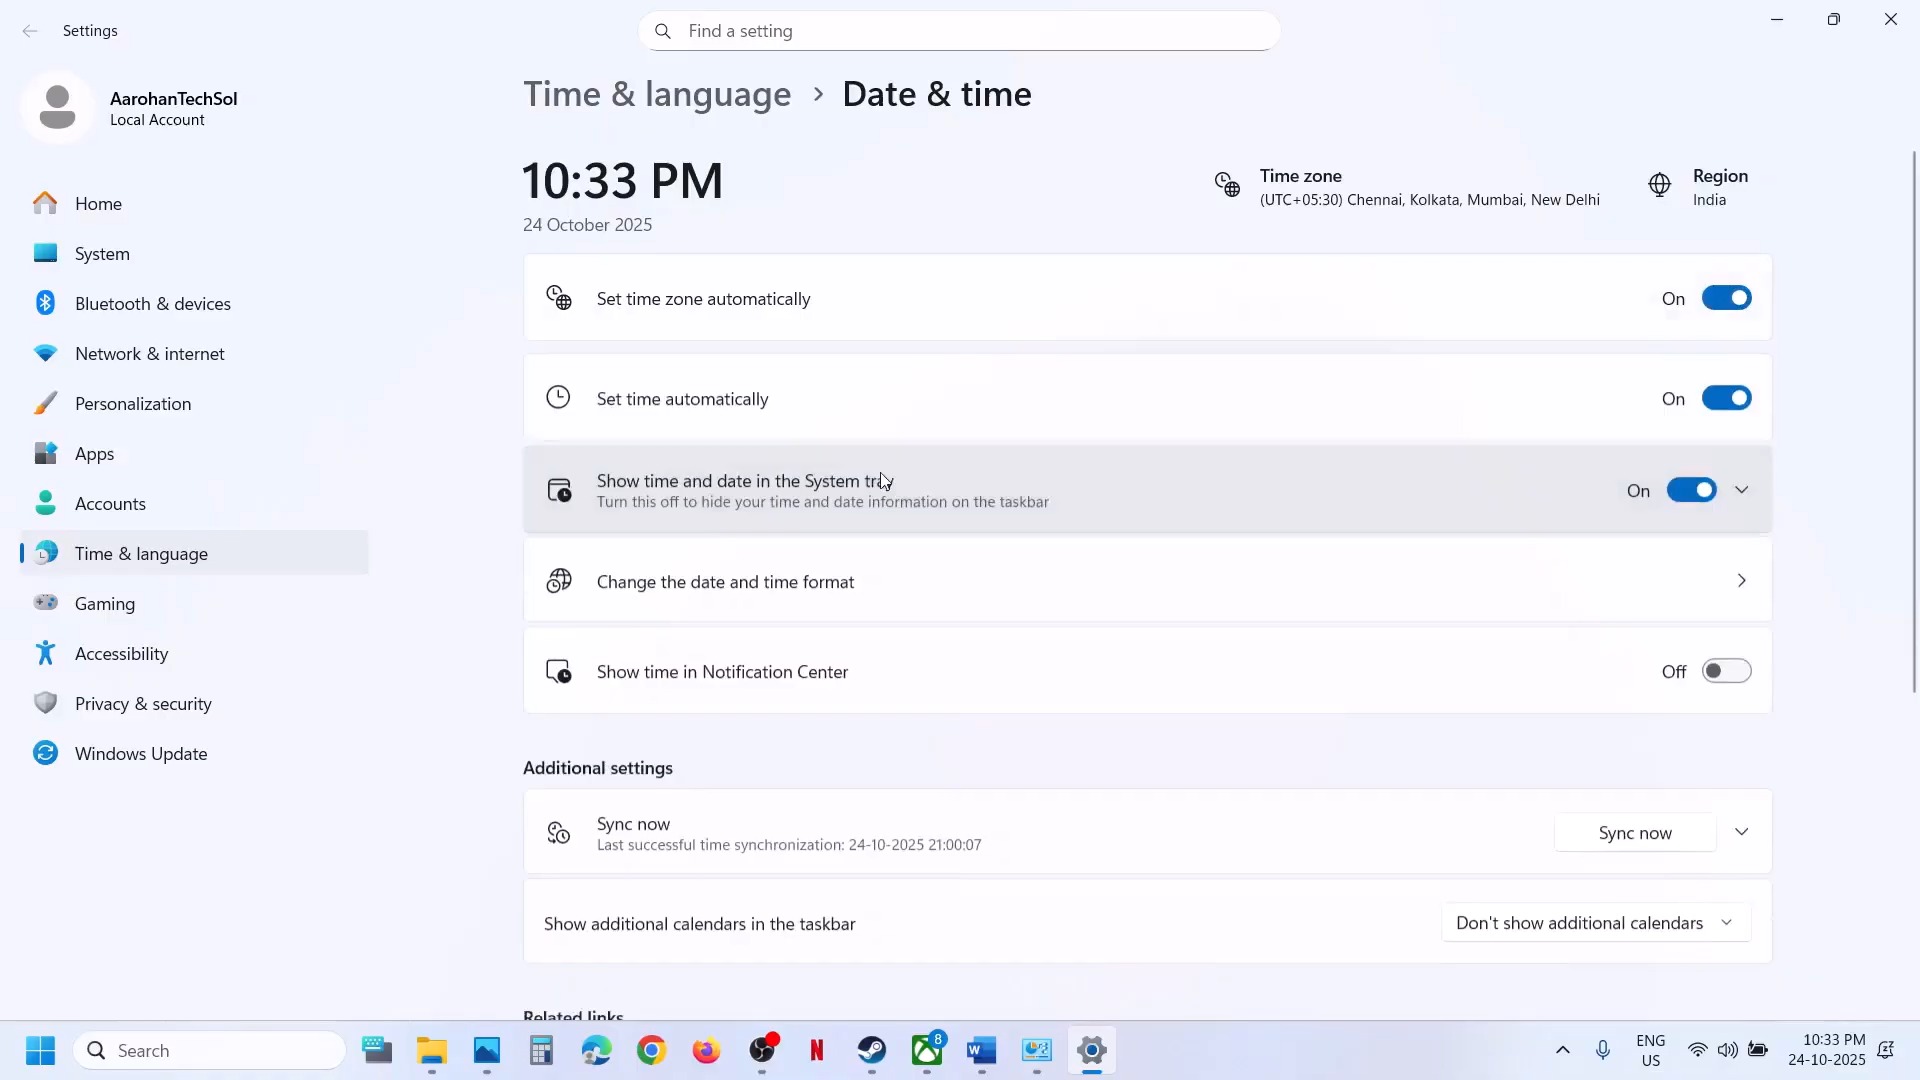 Settings
Find a setting
AarohanTechSol
Local Account
Home
System
Bluetooth & devices
Network & internet
Personalization
Apps
Accounts
Time & language
Gaming
Accessibility
Privacy & security
Windows Update
Time & language > Date & time
10:33 PM
24 October 2025
Time zone
(UTC+05:30) Chennai, Kolkata, Mumbai, New Delhi
Region
India
Set time zone automatically
On
Set time automatically
On
Show time and date in the System tray
Turn this off to hide your time and date information on the taskbar
On
Change the date and time format
Show time in Notification Center
Off
Additional settings
Sync now
Last successful time synchronization: 24-10-2025 21:00:07
Sync now
Show additional calendars in the taskbar
Don't show additional calendars
Related links
Search
N
8
W
ENG
US
10:33 PM
24-10-2025